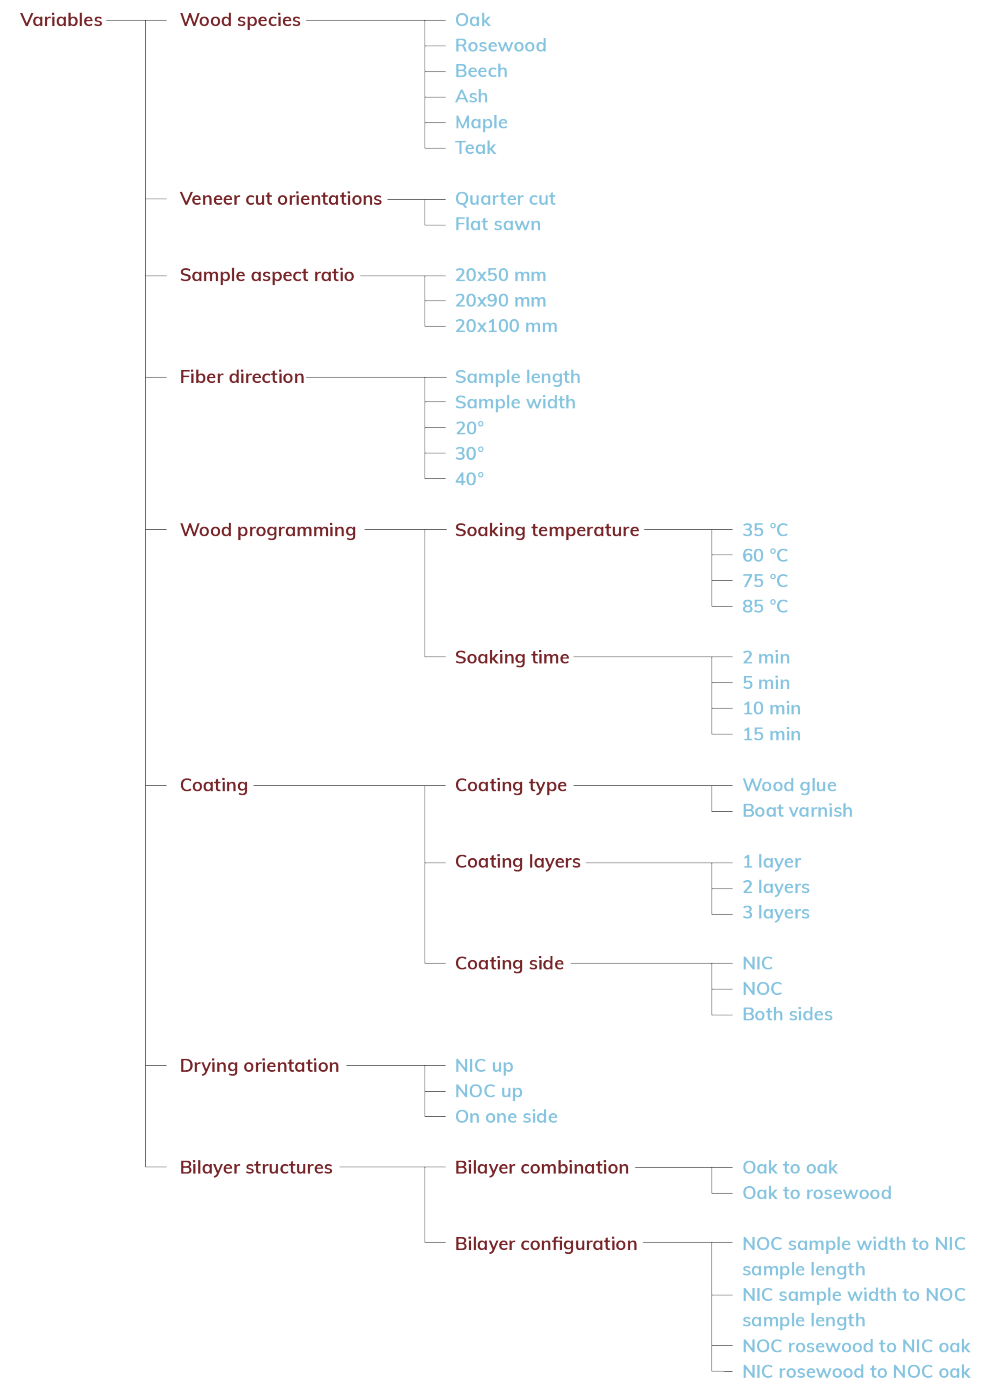 Variables
Wood species
Oak
Rosewood
Beech
Ash
Maple
Teak
Veneer cut orientations
Quarter cut
Flat sawn
Sample aspect ratio
20x50 mm
20x90 mm
20x100 mm
Fiber direction
Sample length
Sample width
20°
30°
40°
Wood programming
Soaking temperature
35 °C
60 °C
75 °C
85 °C
Soaking time
2 min
5 min
10 min
15 min
Coating
Coating type
Wood glue
Boat varnish
Coating layers
1 layer
2 layers
3 layers
Coating side
NIC
NOC
Both sides
Drying orientation
NIC up
NOC up
On one side
Bilayer structures
Bilayer combination
Oak to oak
Oak to rosewood
Bilayer configuration
NOC sample width to NIC
sample length
NIC sample width to NOC
sample length
NOC rosewood to NIC oak
NIC rosewood to NOC oak